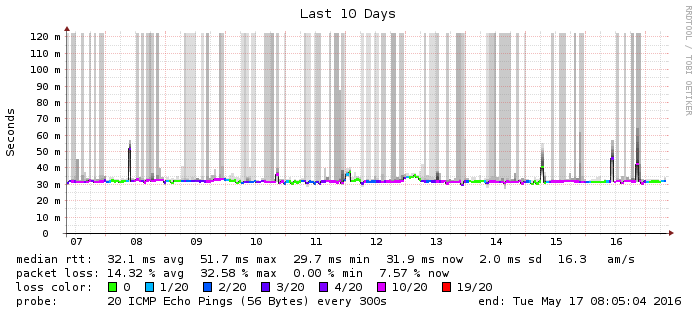 Last 10 Days
RRDTOOL / TOBI OETIKER
Seconds
120 m
110 m
100 m
90 m
80 m
70 m
60 m
50 m
40 m
30 m
20 m
10 m
0
07 08 09 10 11 12 13 14 15 16
median rtt: 32.1 ms avg 51.7 ms max 29.7 ms min 31.9 ms now 2.0 ms sd 16.3 am/s
packet loss: 14.32 % avg 32.58 % max 0.00 % min 7.57 % now
loss color: 0 1/20 2/20 3/20 4/20 10/20 19/20
probe: 20 ICMP Echo Pings (56 Bytes) every 300s end: Tue May 17 08:05:04 2016